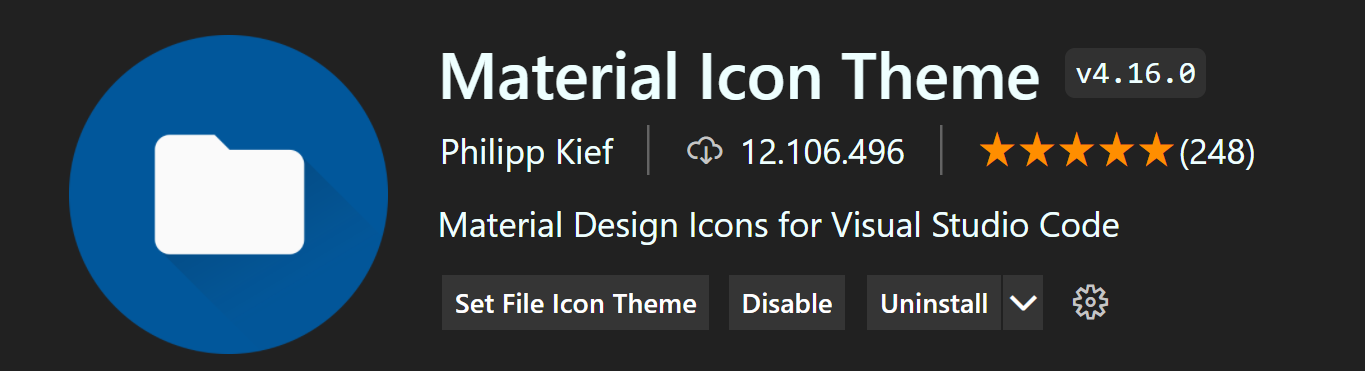 Material Icon Theme v4.16.0
Philipp Kief 12.106.496 (248)
Material Design Icons for Visual Studio Code
Set File Icon Theme Disable Uninstall